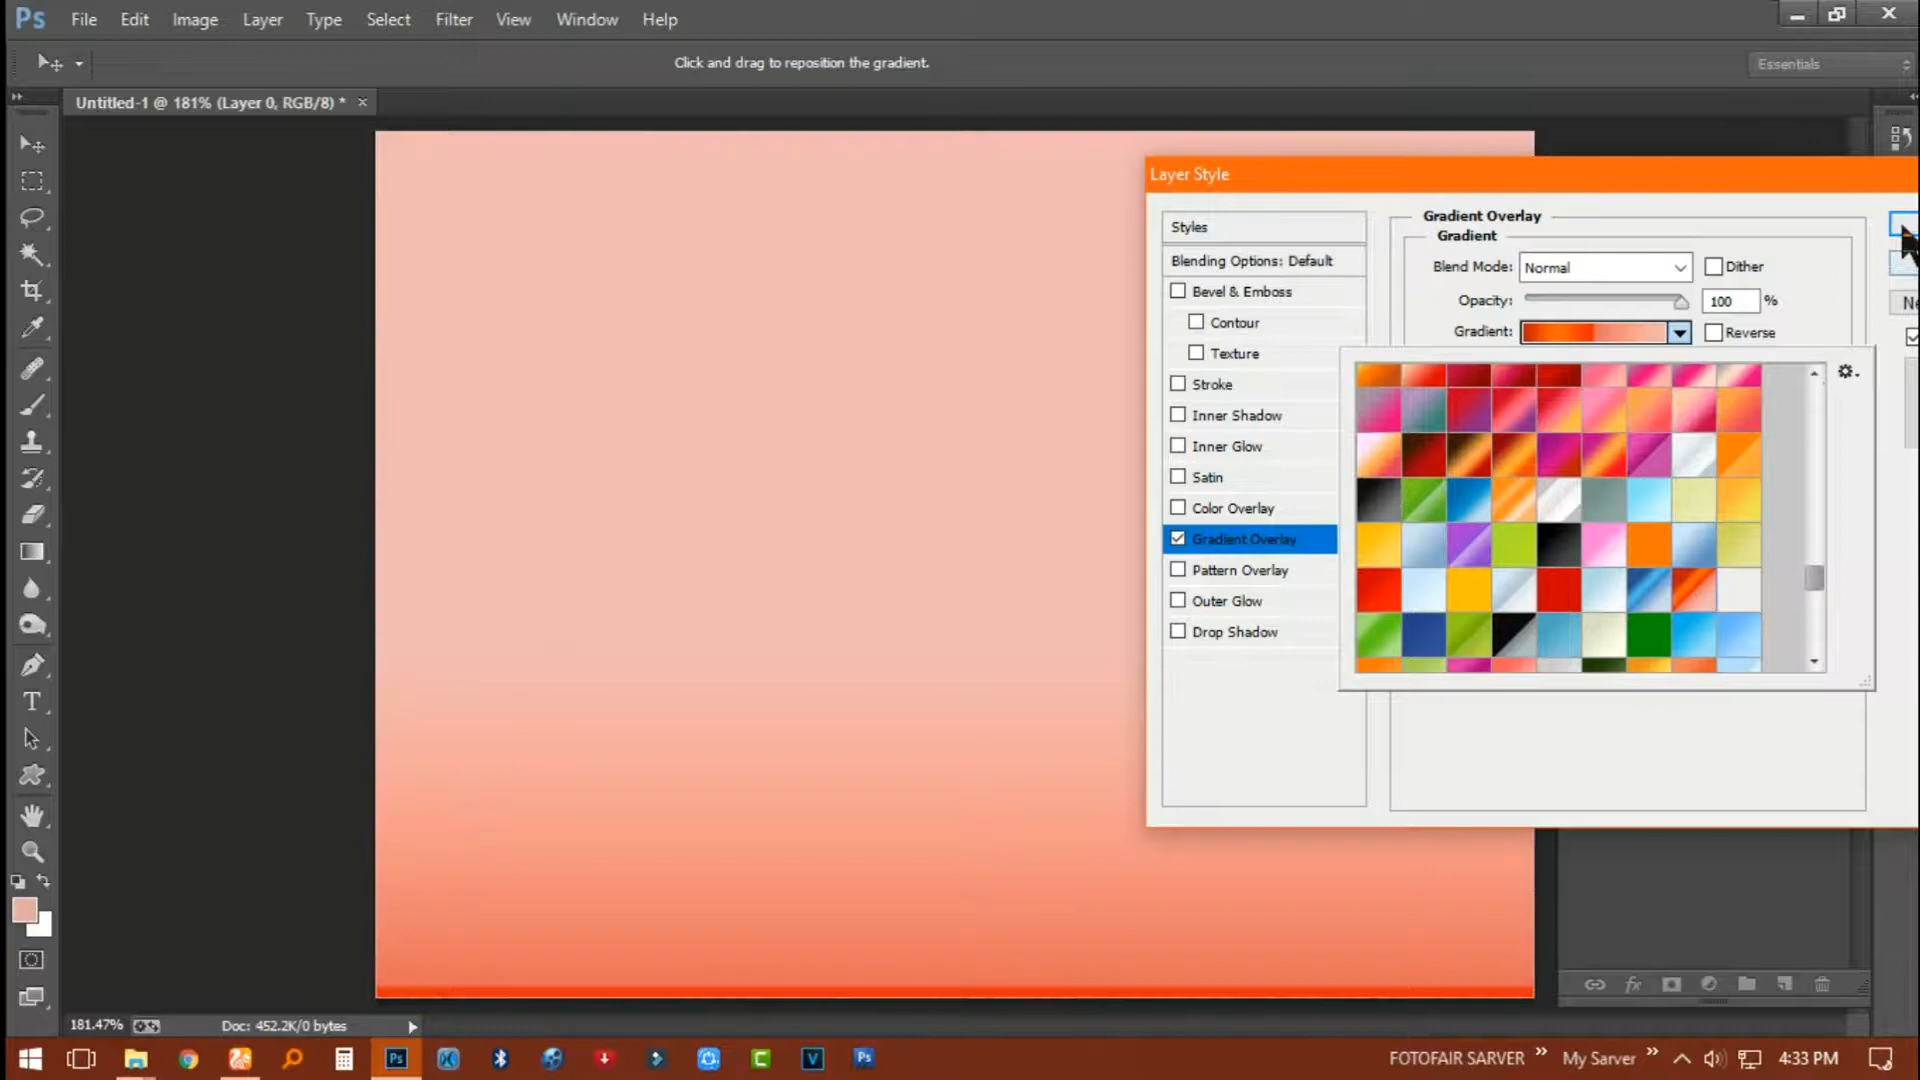 Ps File Edit Image Layer Type Select Filter View Window Help
Click and drag to reposition the gradient.
Essentials
Untitled-1 @ 181% (Layer 0, RGB/8) * ×
Layer Style
Styles
Blending Options: Default
Bevel & Emboss
Contour
Texture
Stroke
Inner Shadow
Inner Glow
Satin
Color Overlay
Gradient Overlay
Pattern Overlay
Outer Glow
Drop Shadow
Gradient Overlay
Gradient
Blend Mode: Normal Dither
Opacity: 100 %
Gradient: Reverse
Ne
T
181.47% Doc: 452.2K/0 bytes
Ps V Ps FOTOFAIR SARVER » My Sarver » 4:33 PM